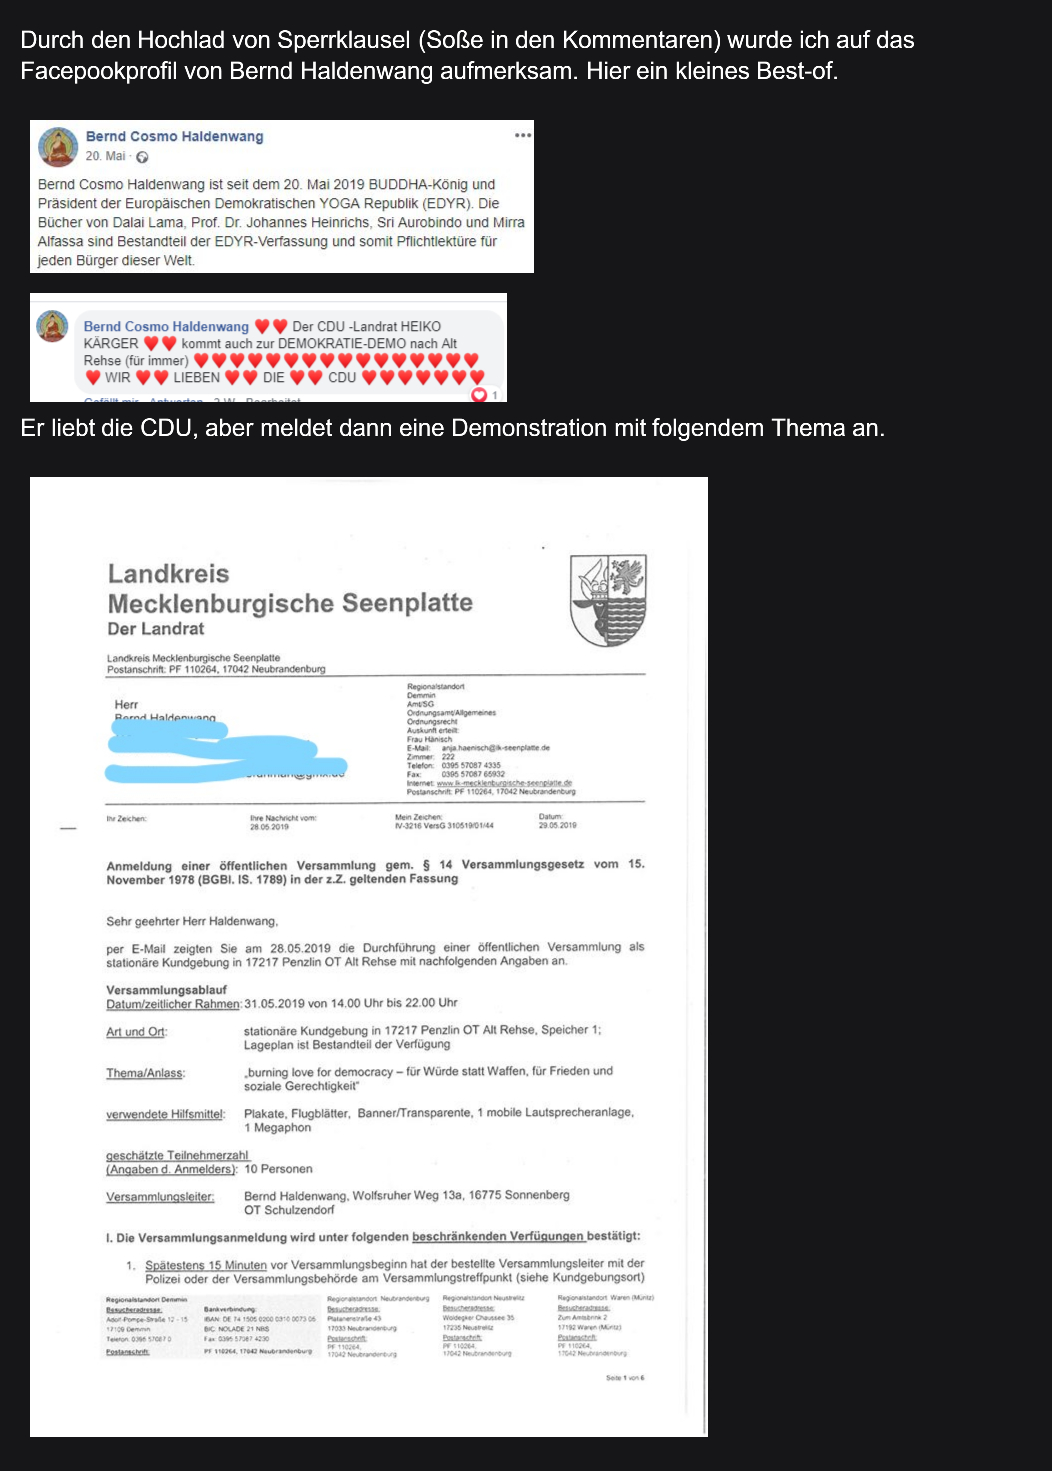 Durch den Hochlad von Sperrklausel (Soße in den Kommentaren) wurde ich auf das
Facepookprofil von Bernd Haldenwang aufmerksam. Hier ein kleines Best-of.
Bernd Cosmo Haldenwang
20. Mai
Bernd Cosmo Haldenwang ist seit dem 20. Mai 2019 BUDDHA-König und
Präsident der Europäischen Demokratischen YOGA Republik (EDYR). Die
Bücher von Dalai Lama, Prof. Dr. Johannes Heinrichs, Sri Aurobindo und Mirra
Alfassa sind Bestandteil der EDYR-Verfassung und somit Pflichtlektüre für
jeden Bürger dieser Welt.
Bernd Cosmo Haldenwang ❤❤ Der CDU -Landrat HEIKO
KÄRGER ❤❤ kommt auch zur DEMOKRATIE-DEMO nach Alt
Rehse (für immer) ❤❤❤❤❤❤❤❤❤❤❤❤❤❤❤❤
❤ WIR ❤❤ LIEBEN ❤❤ DIE ❤❤ CDU ❤❤❤❤❤❤❤
Gefällt mir · Antworten · 2 W · Bearbeitet
1
Er liebt die CDU, aber meldet dann eine Demonstration mit folgendem Thema an.
Landkreis
Mecklenburgische Seenplatte
Der Landrat
Landkreis Mecklenburgische Seenplatte
Postanschrift: PF 110264, 17042 Neubrandenburg
Herr
Bernd Haldenwang
Regionalstandort
Demmin
Amt/SG
Ordnungsamt/Allgemeines
Ordnungsrecht
Auskunft erteilt:
Frau Hänisch
E-Mail: anja.haenisch@lk-seenplatte.de
Zimmer: 222
Telefon: 0395 57087 4335
Fax: 0395 57087 65932
Internet: www.lk-mecklenburgische-seenplatte.de
Postanschrift: PF 110264, 17042 Neubrandenburg
Ihr Zeichen: Ihre Nachricht vom: Mein Zeichen: Datum:
28.05.2019 IV-3216 VersG 310519/01/44 29.05.2019
Anmeldung einer öffentlichen Versammlung gem. § 14 Versammlungsgesetz vom 15.
November 1978 (BGBl. IS. 1789) in der z.Z. geltenden Fassung
Sehr geehrter Herr Haldenwang,
per E-Mail zeigten Sie am 28.05.2019 die Durchführung einer öffentlichen Versammlung als
stationäre Kundgebung in 17217 Penzlin OT Alt Rehse mit nachfolgenden Angaben an.
Versammlungsablauf
Datum/zeitlicher Rahmen: 31.05.2019 von 14.00 Uhr bis 22.00 Uhr
Art und Ort: stationäre Kundgebung in 17217 Penzlin OT Alt Rehse, Speicher 1;
Lageplan ist Bestandteil der Verfügung
Thema/Anlass: „burning love for democracy – für Würde statt Waffen, für Frieden und
soziale Gerechtigkeit"
verwendete Hilfsmittel: Plakate, Flugblätter, Banner/Transparente, 1 mobile Lautsprecheranlage,
1 Megaphon
geschätzte Teilnehmerzahl
(Angaben d. Anmelders): 10 Personen
Versammlungsleiter: Bernd Haldenwang, Wolfsruher Weg 13a, 16775 Sonnenberg
OT Schulzendorf
I. Die Versammlungsanmeldung wird unter folgenden beschränkenden Verfügungen bestätigt:
1. Spätestens 15 Minuten vor Versammlungsbeginn hat der bestellte Versammlungsleiter mit der
Polizei oder der Versammlungsbehörde am Versammlungstreffpunkt (siehe Kundgebungsort)
Regionalstandort Demmin
Besucheradresse:
Adolf-Pompe-Straße 12 - 15
17109 Demmin
Telefon: 0395 57087 0
Postanschrift:
Bankverbindung:
IBAN: DE 74 1505 0200 0310 0073 06
BIC: NOLADE 21 NBS
Fax: 0395 57087 4230
PF 110264, 17042 Neubrandenburg
Regionalstandort Neubrandenburg
Besucheradresse:
Platanenstraße 43
17033 Neubrandenburg
Postanschrift:
PF 110264,
17042 Neubrandenburg
Regionalstandort Neustrelitz
Besucheradresse:
Woldegker Chaussee 35
17235 Neustrelitz
Postanschrift:
PF 110264,
17042 Neubrandenburg
Regionalstandort Waren (Müritz)
Besucheradresse:
Zum Amtsbrink 2
17192 Waren (Müritz)
Postanschrift:
PF 110264,
17042 Neubrandenburg
Seite 1 von 6